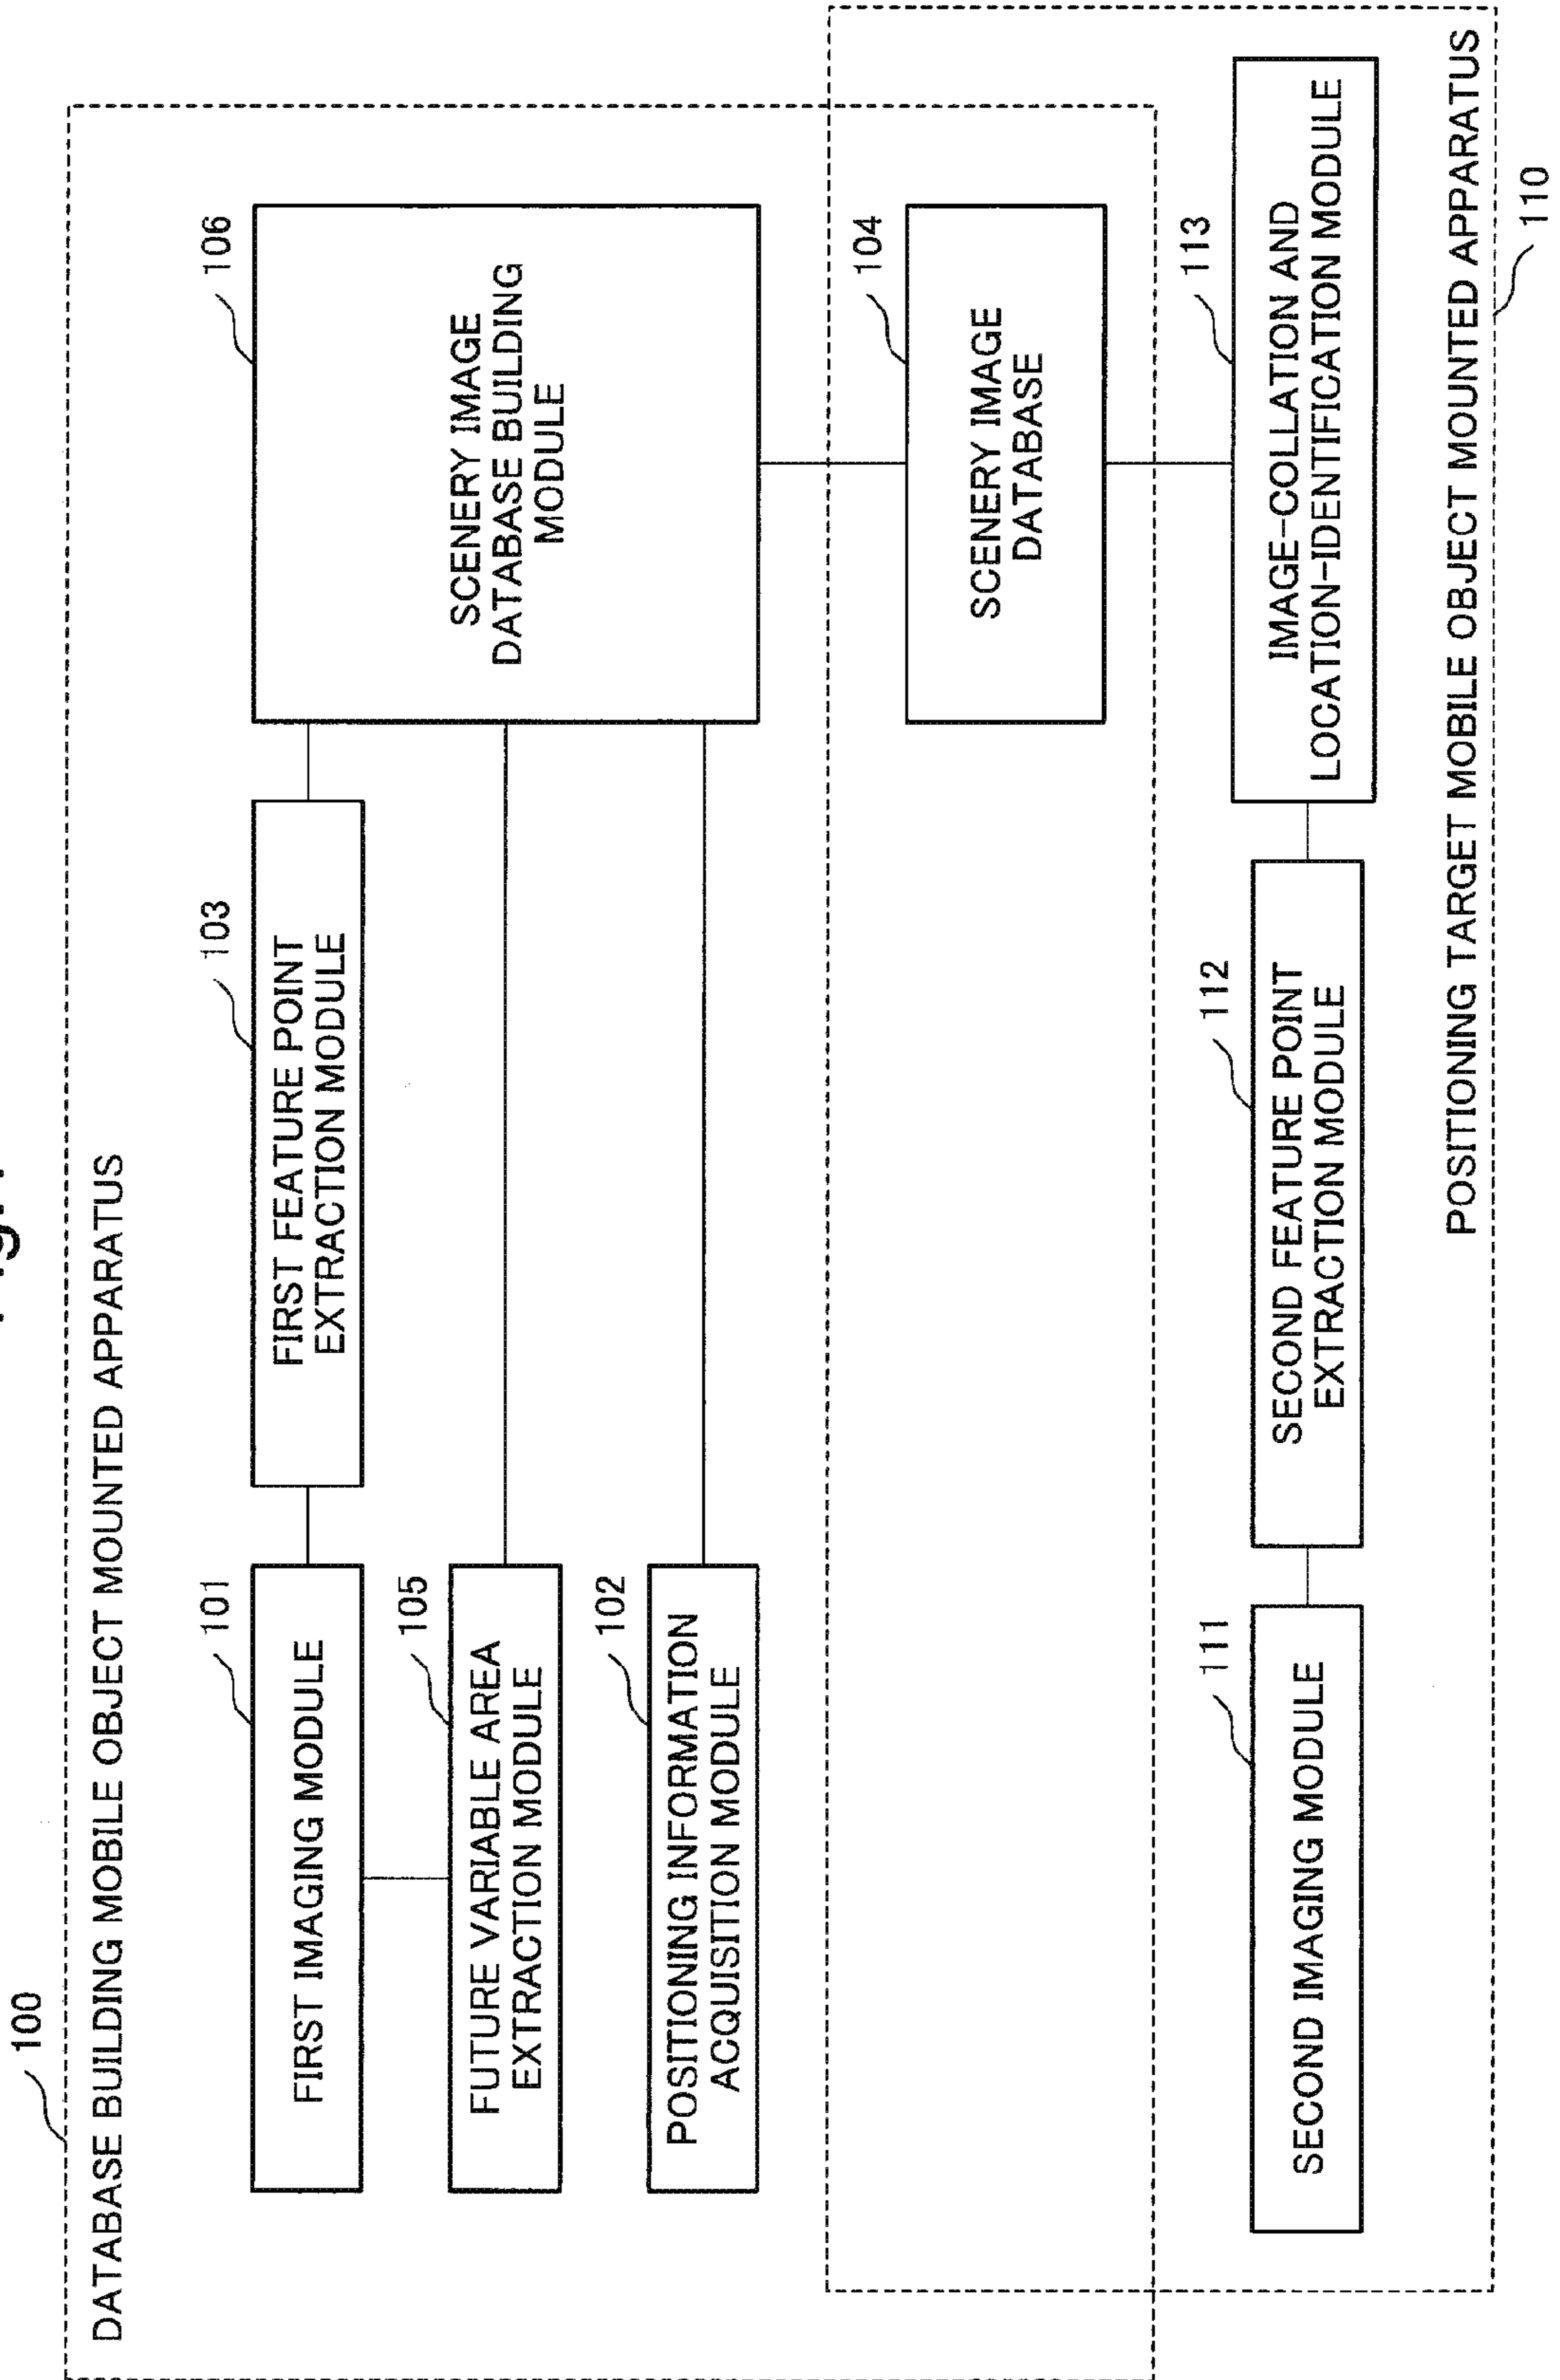 100
DATABASE BUILDING MOBILE OBJECT MOUNTED APPARATUS
101
FIRST IMAGING MODULE
103
FIRST FEATURE POINT
EXTRACTION MODULE
106
SCENERY IMAGE
DATABASE BUILDING
MODULE
105
FUTURE VARIABLE AREA
EXTRACTION MODULE
102
POSITIONING INFORMATION
ACQUISITION MODULE
104
SCENERY IMAGE
DATABASE
111
SECOND IMAGING MODULE
112
SECOND FEATURE POINT
EXTRACTION MODULE
113
IMAGE-COLLATION AND
LOCATION-IDENTIFICATION MODULE
POSITIONING TARGET MOBILE OBJECT MOUNTED APPARATUS
110